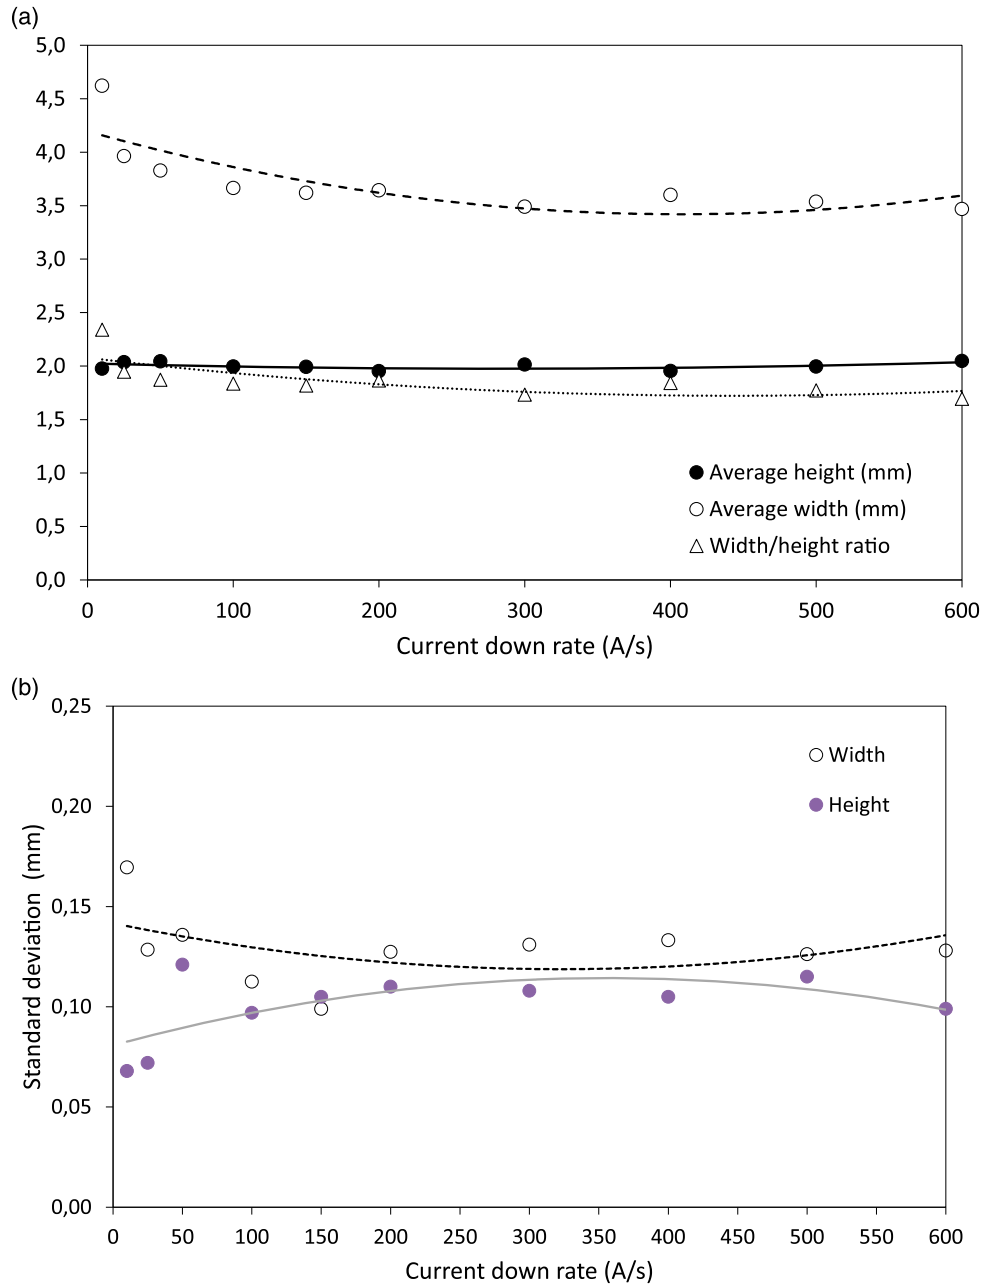 (a)
5,0
4,5
4,0
3,5
3,0
2,5
2,0
1,5
1,0
0,5
0,0
Average height (mm)
Average width (mm)
Width/height ratio
0 100 200 300 400 500 600
Current down rate (A/s)
(b)
0,25
0,20
0,15
0,10
0,05
0,00
Standard deviation (mm)
Width
Height
0 50 100 150 200 250 300 350 400 450 500 550 600
Current down rate (A/s)